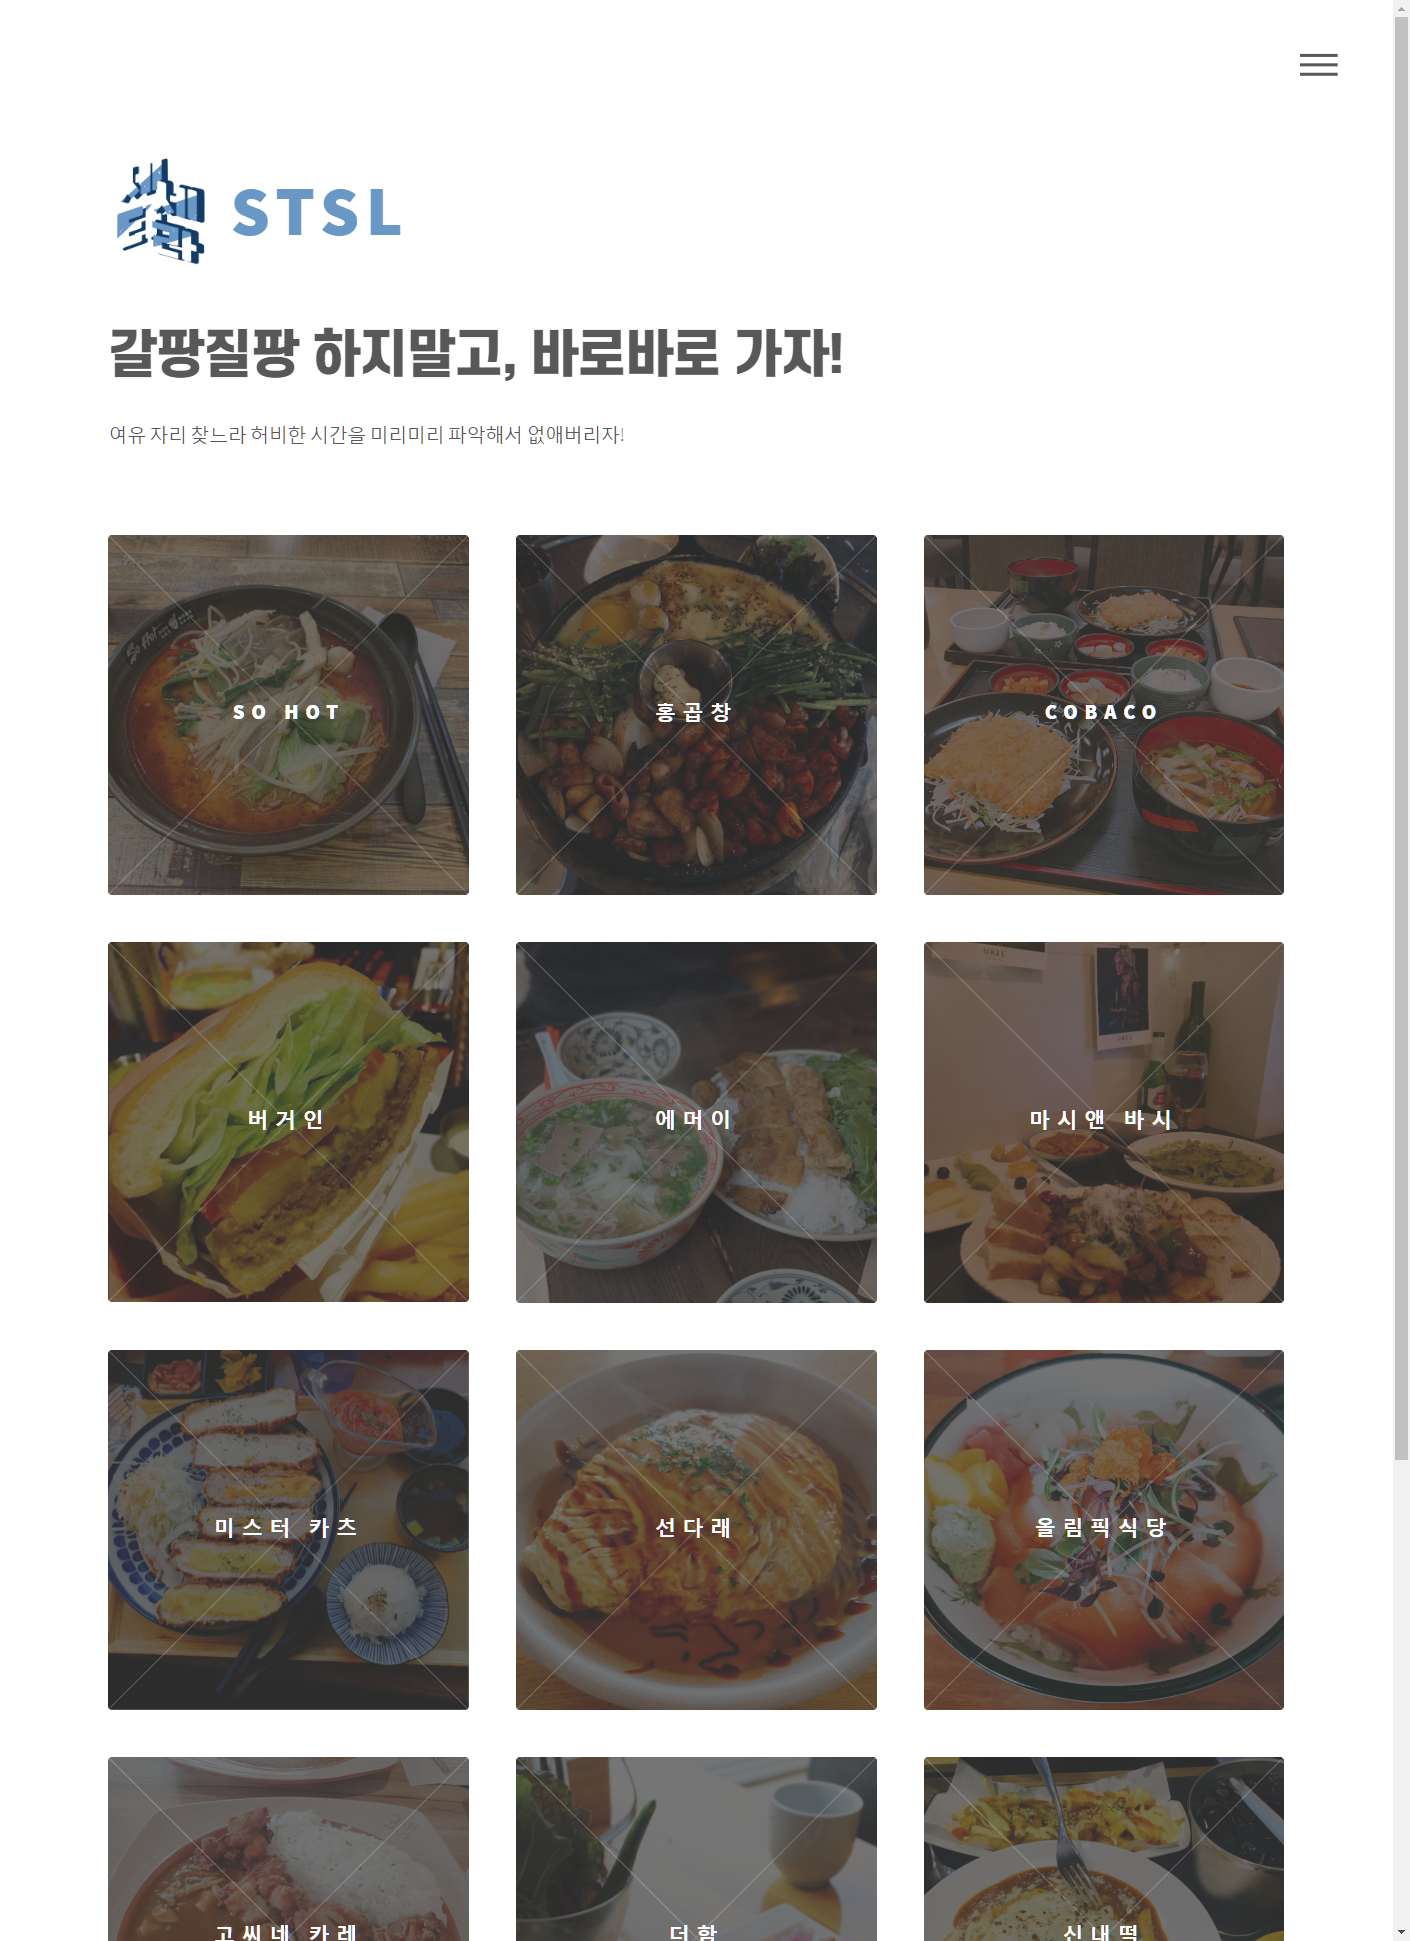 STSL
갈팡질팡 하지말고, 바로바로 가자!
여유 자리 찾느라 허비한 시간을 미리미리 파악해서 없애버리자!
SO HOT
홍곱창
COBACO
버거인
에머이
마시앤 바시
미스터 카츠
선다래
올림픽식당
고씨네 카레
더함
신내떡